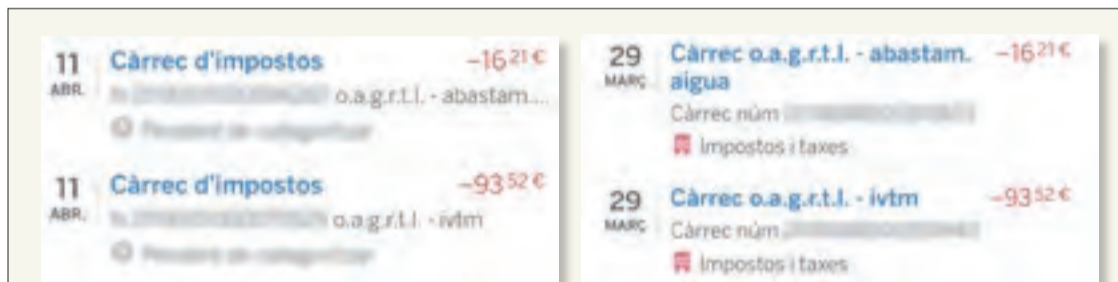 11 Càrrec d'impostos -16 21 €
ABR.
o.a.g.r.t.l. - abastam....
11 Càrrec d'impostos -93 52 €
ABR.
o.a.g.r.t.l. - ivtm
29 Càrrec o.a.g.r.t.l. - abastam. -16 21 €
MARÇ aigua
Càrrec núm
Impostos i taxes
29 Càrrec o.a.g.r.t.l. - ivtm -93 52 €
MARÇ Càrrec núm
Impostos i taxes